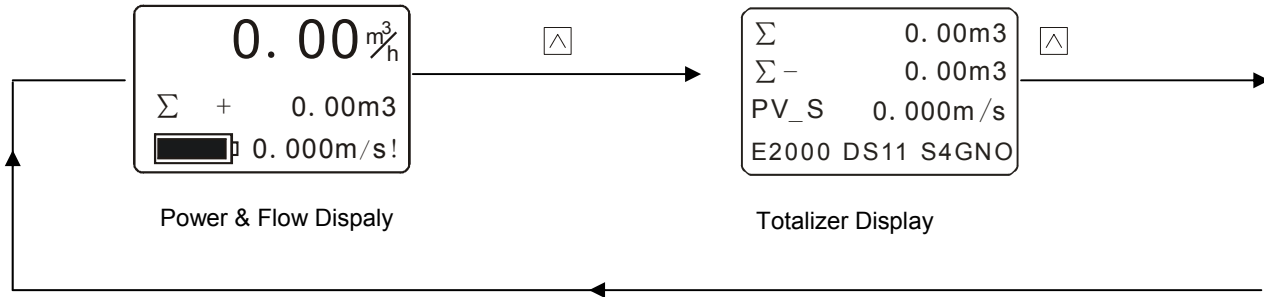 0.00 m³/h
Σ + 0.00m3
0.000m/s!
Power & Flow Dispaly
Σ 0.00m3
Σ- 0.00m3
PV_S 0.000m/s
E2000 DS11 S4GNO
Totalizer Display